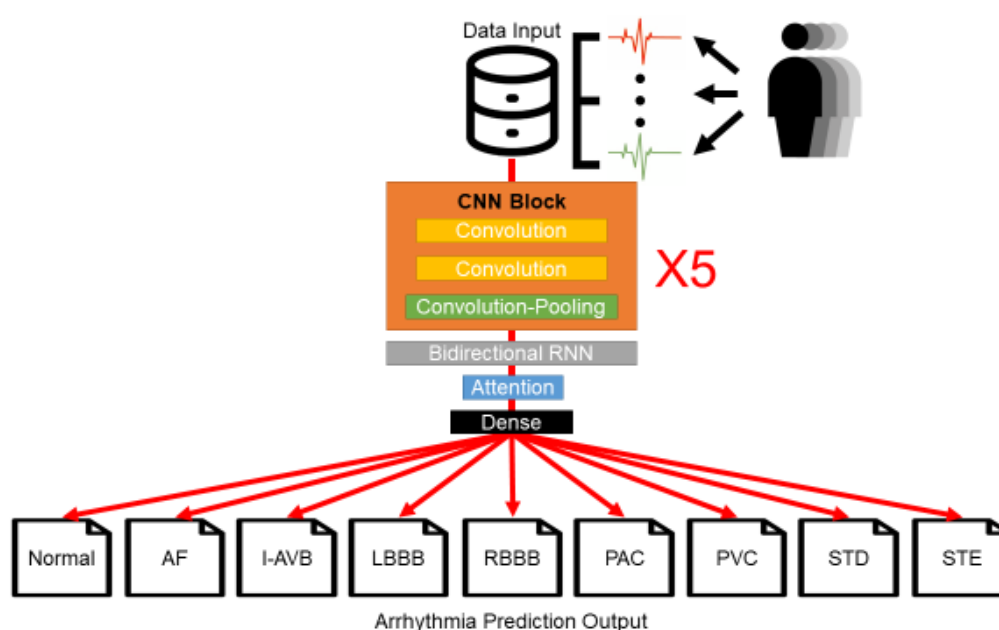 Data Input
CNN Block
Convolution
X5
Convolution
Convolution-Pooling
Bidirectional RNN
Attention
Dense
Normal AF I-AVB LBBB RBBB PAC PVC STD STE
Arrhythmia Prediction Output